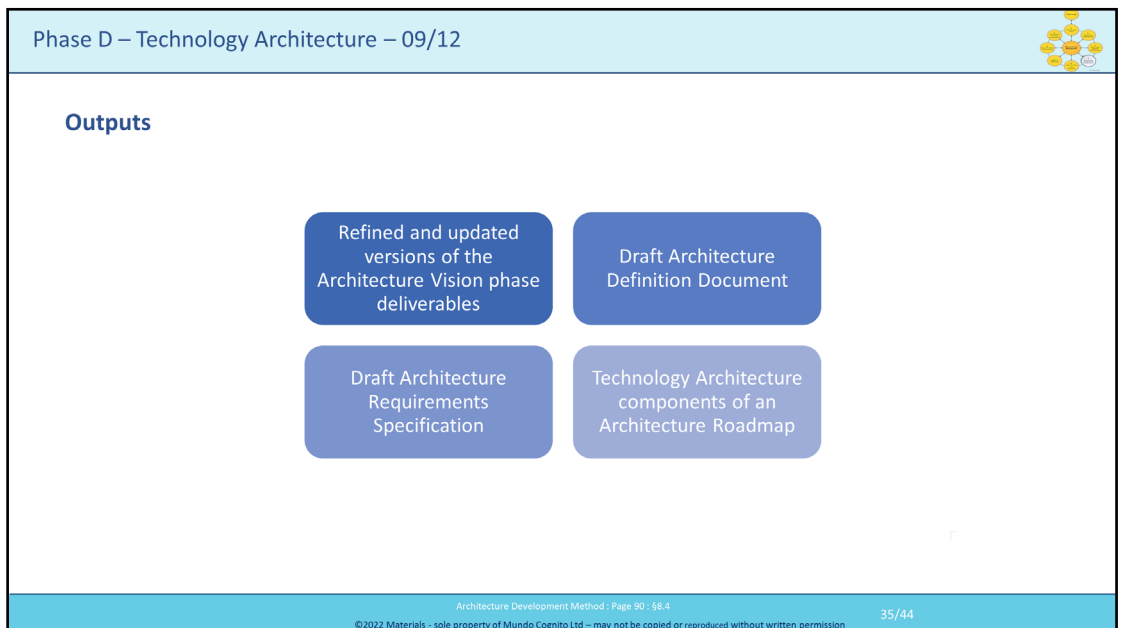 Phase D – Technology Architecture – 09/12
Outputs
Refined and updated
versions of the
Architecture Vision phase
deliverables
Draft Architecture
Definition Document
Draft Architecture
Requirements
Specification
Technology Architecture
components of an
Architecture Roadmap
Architecture Development Method : Page 90 : §8.4
35/44
©2022 Materials - sole property of Mundo Cognito Ltd – may not be copied or reproduced without written permission